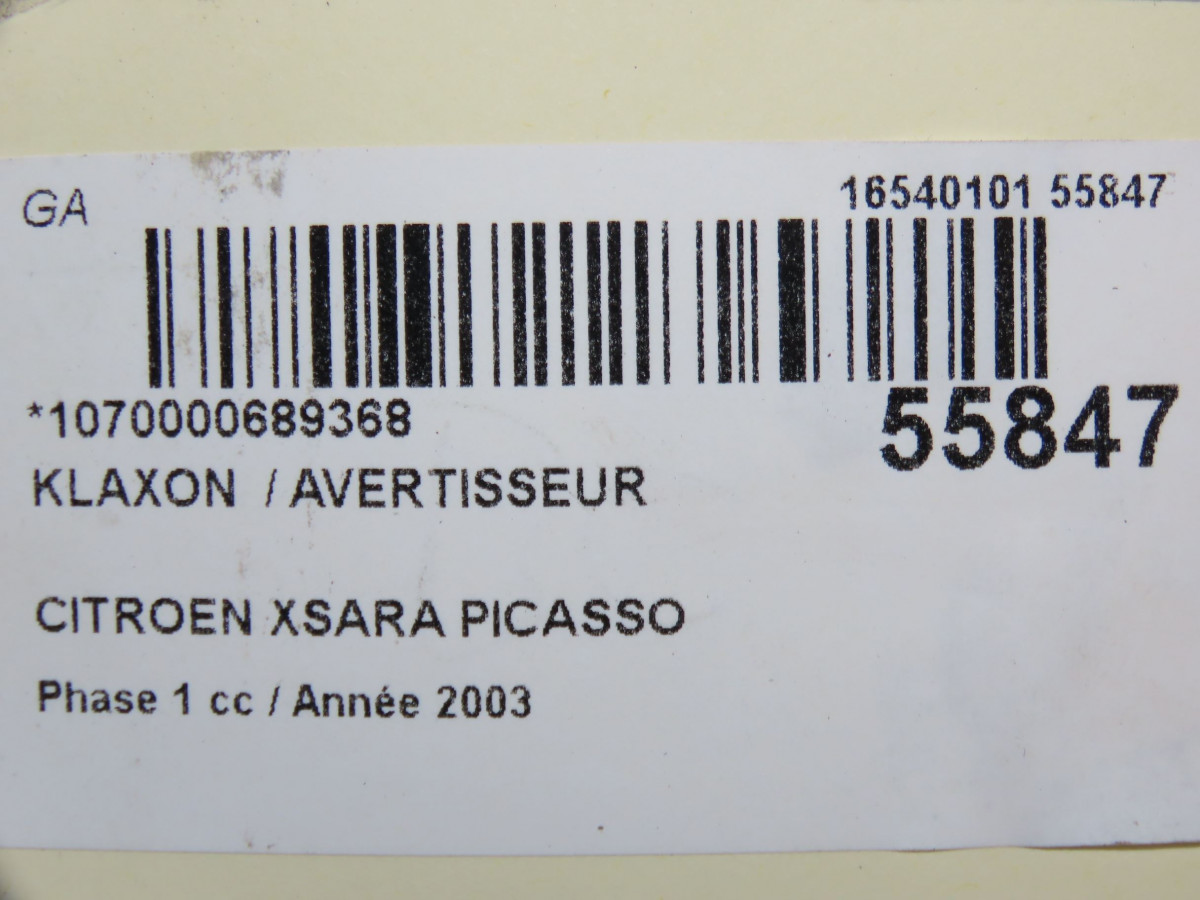 GA
16540101 55847
*1070000689368
55847
KLAXON / AVERTISSEUR
CITROEN XSARA PICASSO
Phase 1 cc / Année 2003